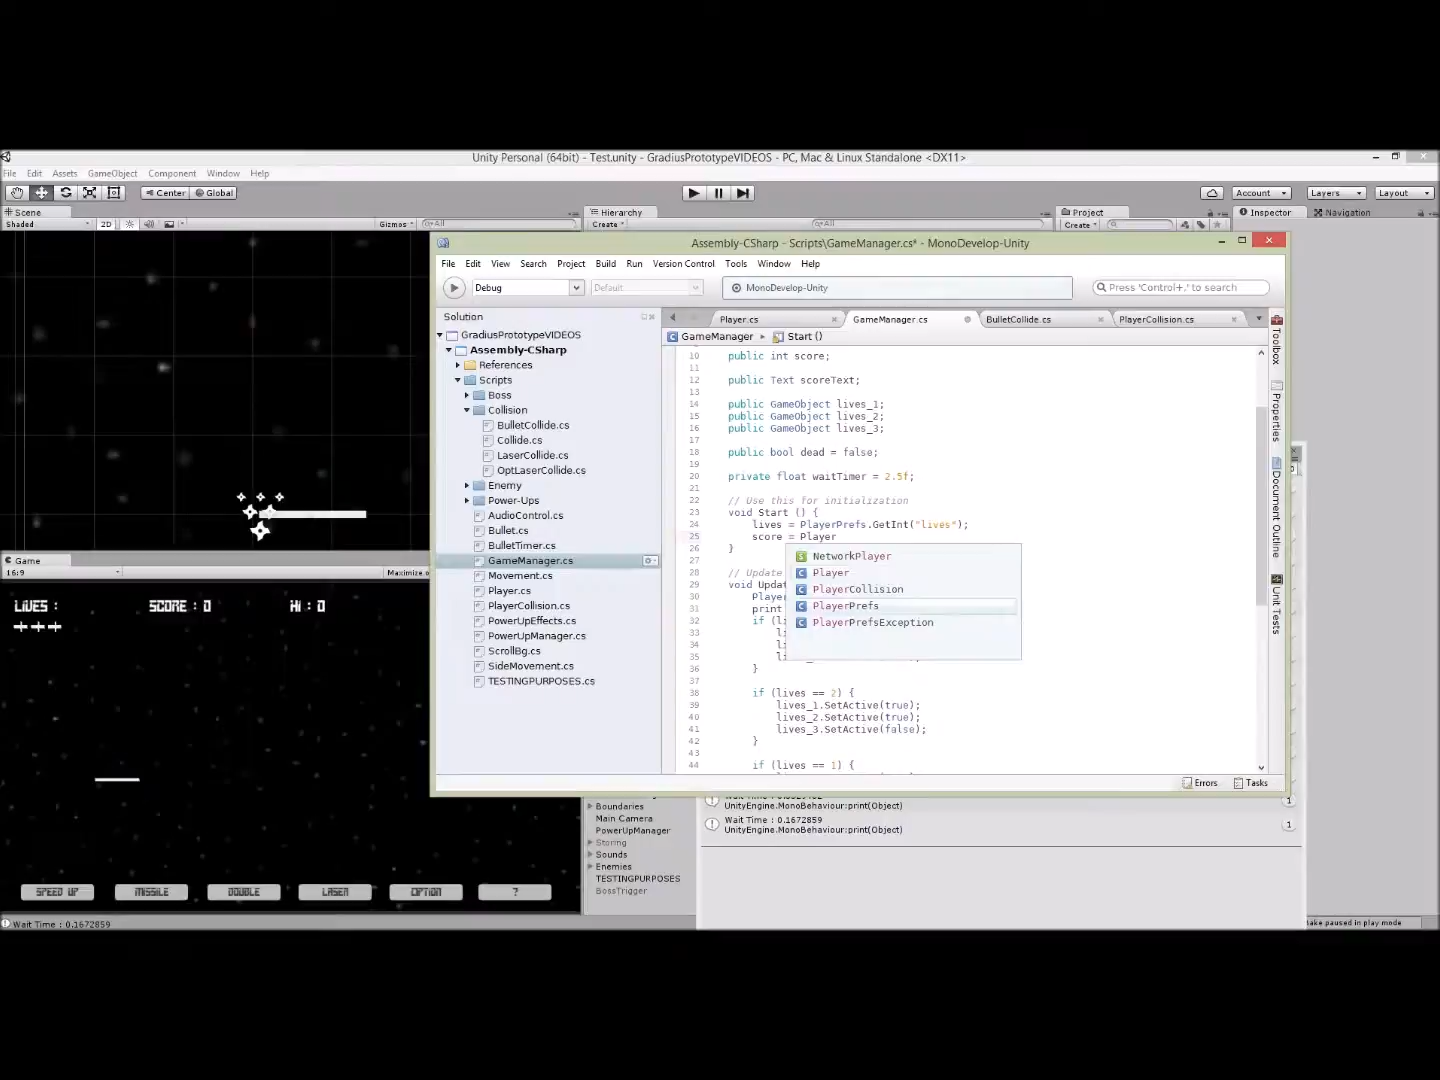 Unity Personal (64bit) - Test.unity - GradiusPrototypeVIDEOS - PC, Mac & Linux Standalone <DX11>
File Edit Assets GameObject Component Window Help
Center Global
Account Layers Layout
Scene
Hierarchy
Project
Inspector
Navigation
Shaded 2D Gizmos All
Create All
Create
Assembly-CSharp - Scripts\GameManager.cs* - MonoDevelop-Unity
File Edit View Search Project Build Run Version Control Tools Window Help
Debug Default MonoDevelop-Unity Press 'Control+,' to search
Solution
GradiusPrototypeVIDEOS
Assembly-CSharp
References
Scripts
Boss
Collision
BulletCollide.cs
Collide.cs
LaserCollide.cs
OptLaserCollide.cs
Enemy
Power-Ups
AudioControl.cs
Bullet.cs
BulletTimer.cs
GameManager.cs
Movement.cs
Player.cs
PlayerCollision.cs
PowerUpEffects.cs
PowerUpManager.cs
ScrollBg.cs
SideMovement.cs
TESTINGPURPOSES.cs
Player.cs GameManager.cs BulletCollide.cs PlayerCollision.cs
GameManager Start ()
10 public int score;
11
12 public Text scoreText;
13
14 public GameObject lives_1;
15 public GameObject lives_2;
16 public GameObject lives_3;
17
18 public bool dead = false;
19
20 private float waitTimer = 2.5f;
21
22 // Use this for initialization
23 void Start () {
24 lives = PlayerPrefs.GetInt("lives");
25 score = Player
26 }
27
28 // Update
29 void Updat
30 Player
31 print
32 if (li
33 li
34 li
35 li
36 }
37
38 if (lives == 2) {
39 lives_1.SetActive(true);
40 lives_2.SetActive(true);
41 lives_3.SetActive(false);
42 }
43
44 if (lives == 1) {
NetworkPlayer
Player
PlayerCollision
PlayerPrefs
PlayerPrefsException
Toolbox
Properties
Document Outline
Unit Tests
Errors Tasks
Game
16:9 Maximize o
LIVES :
SCORE : 0
HI : 0
SPEED UP
MISSILE
DOUBLE
LASER
OPTION
?
Boundaries
Main Camera
PowerUpManager
Storing
Sounds
Enemies
TESTINGPURPOSES
BossTrigger
UnityEngine.MonoBehaviour:print(Object)
1
Wait Time : 0.1672859
UnityEngine.MonoBehaviour:print(Object)
1
Wait Time : 0.1672859
ake paused in play mode